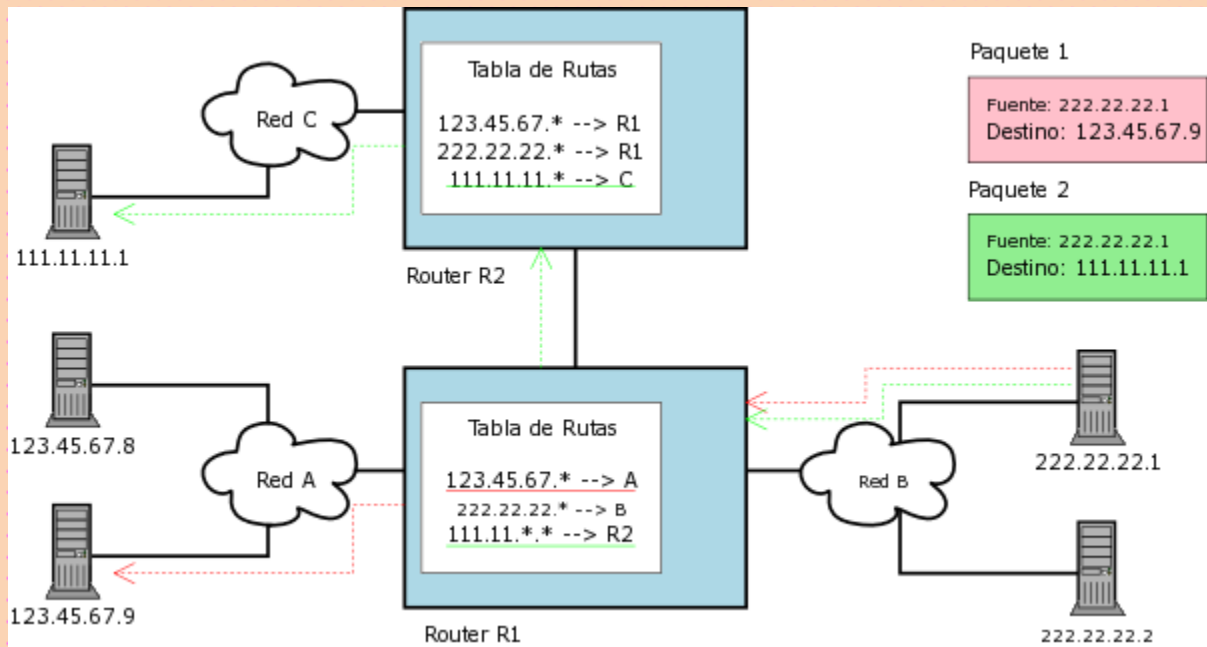 Tabla de Rutas
123.45.67.* --> R1
222.22.22.* --> R1
111.11.11.* --> C
Red C
111.11.11.1
Router R2
Paquete 1
Fuente: 222.22.22.1
Destino: 123.45.67.9
Paquete 2
Fuente: 222.22.22.1
Destino: 111.11.11.1
123.45.67.8
Red A
123.45.67.9
Tabla de Rutas
123.45.67.* --> A
222.22.22.* --> B
111.11.*.* --> R2
Router R1
Red B
222.22.22.1
222.22.22.2